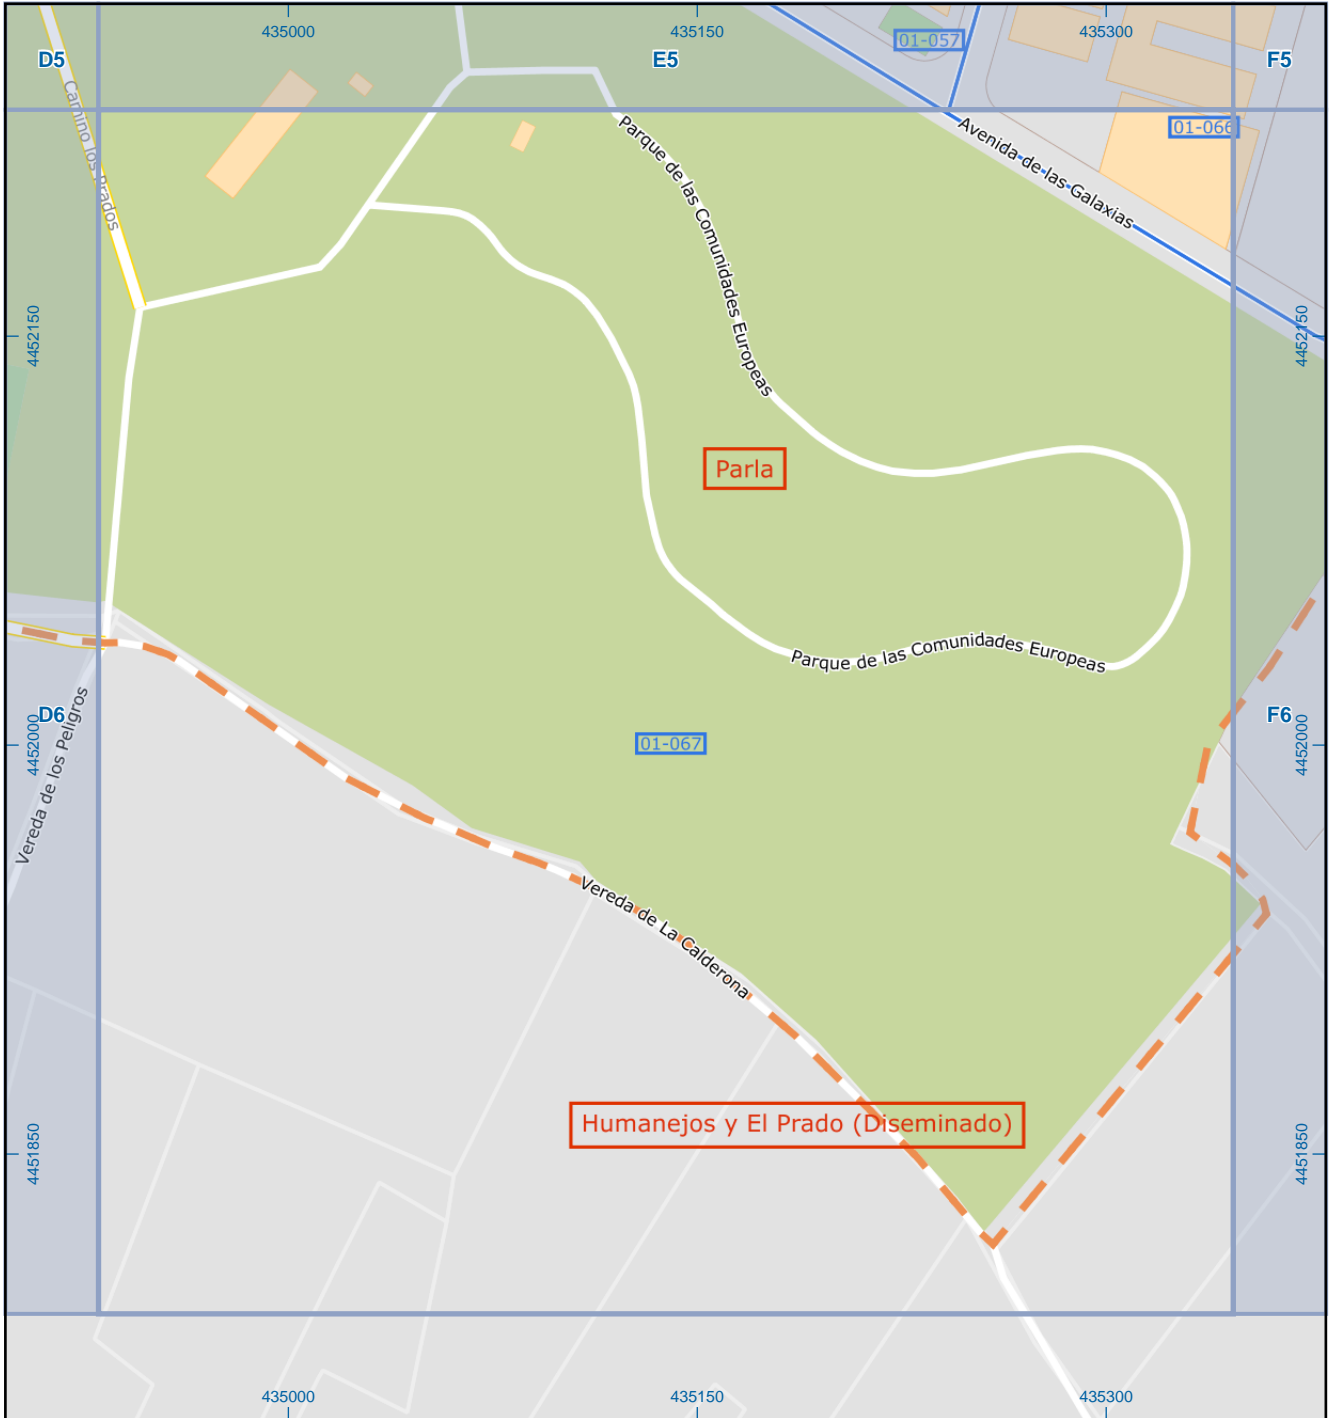 435000
435150
435300
D5
E5
F5
01-057
01-066
Camino los Prados
Parque de las Comunidades Europeas
Avenida de las Galaxias
4452150
4452150
Parla
Parque de las Comunidades Europeas
D6
F6
4452000
4452000
01-067
Vereda de los Peligros
Vereda de La Calderona
Humanejos y El Prado (Diseminado)
4451850
4451850
435000
435150
435300